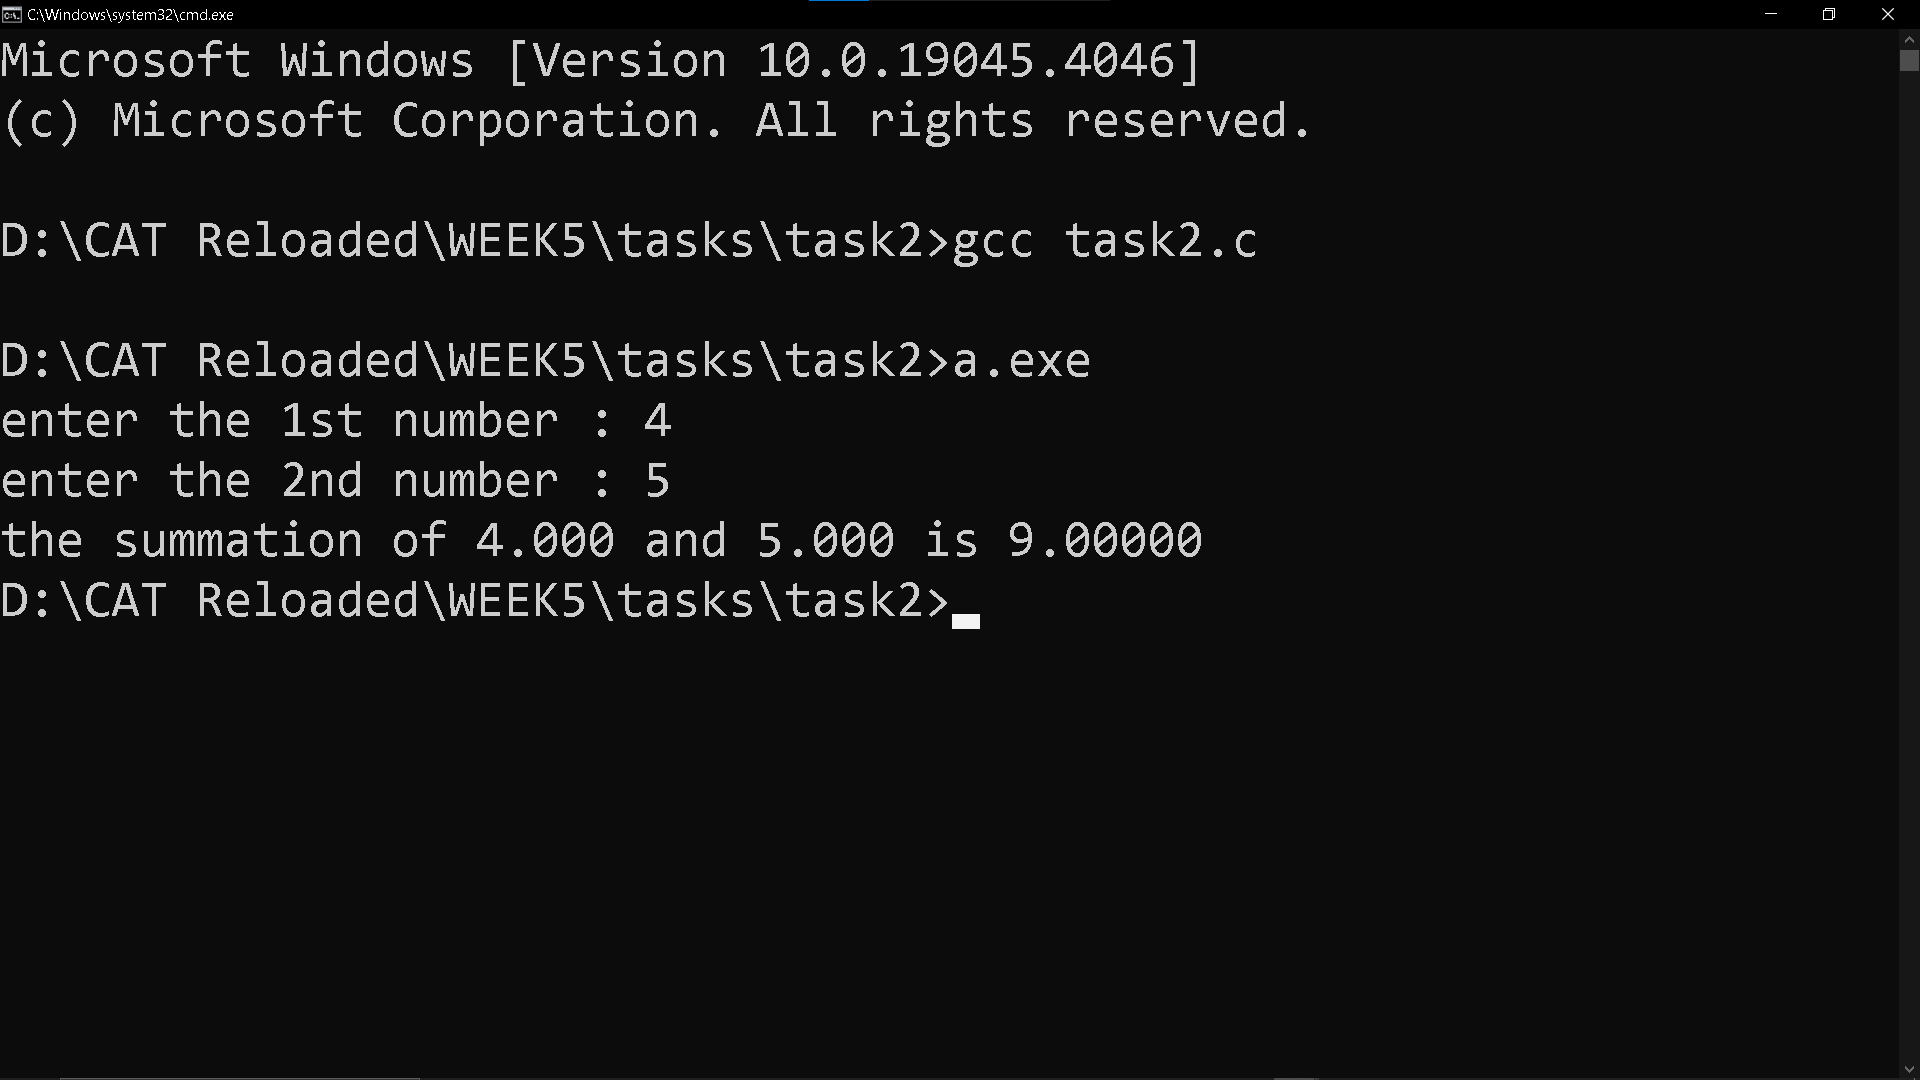 C:\Windows\system32\cmd.exe
Microsoft Windows [Version 10.0.19045.4046]
(c) Microsoft Corporation. All rights reserved.
D:\CAT Reloaded\WEEK5\tasks\task2>gcc task2.c
D:\CAT Reloaded\WEEK5\tasks\task2>a.exe
enter the 1st number : 4
enter the 2nd number : 5
the summation of 4.000 and 5.000 is 9.00000
D:\CAT Reloaded\WEEK5\tasks\task2>